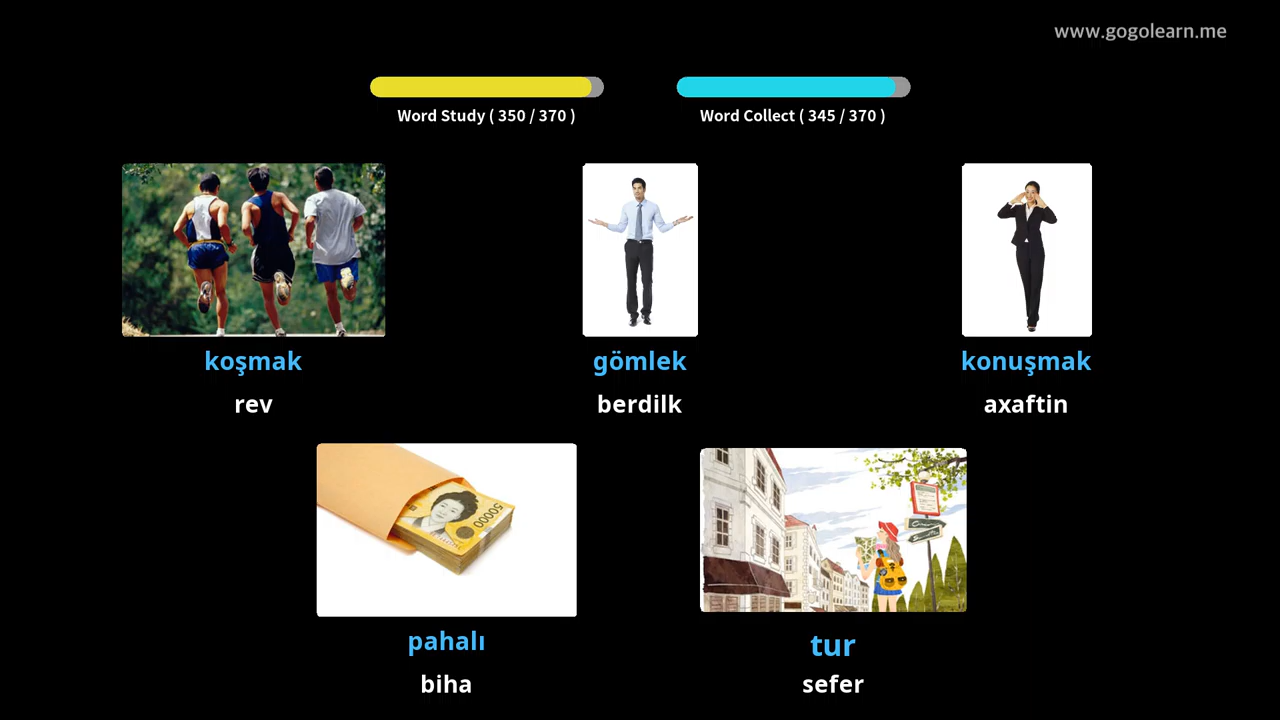 www.gogolearn.me
Word Study ( 350 / 370 )
Word Collect ( 345 / 370 )
koşmak
gömlek
konuşmak
rev
berdilk
axaftin
50000
pahalı
tur
biha
sefer